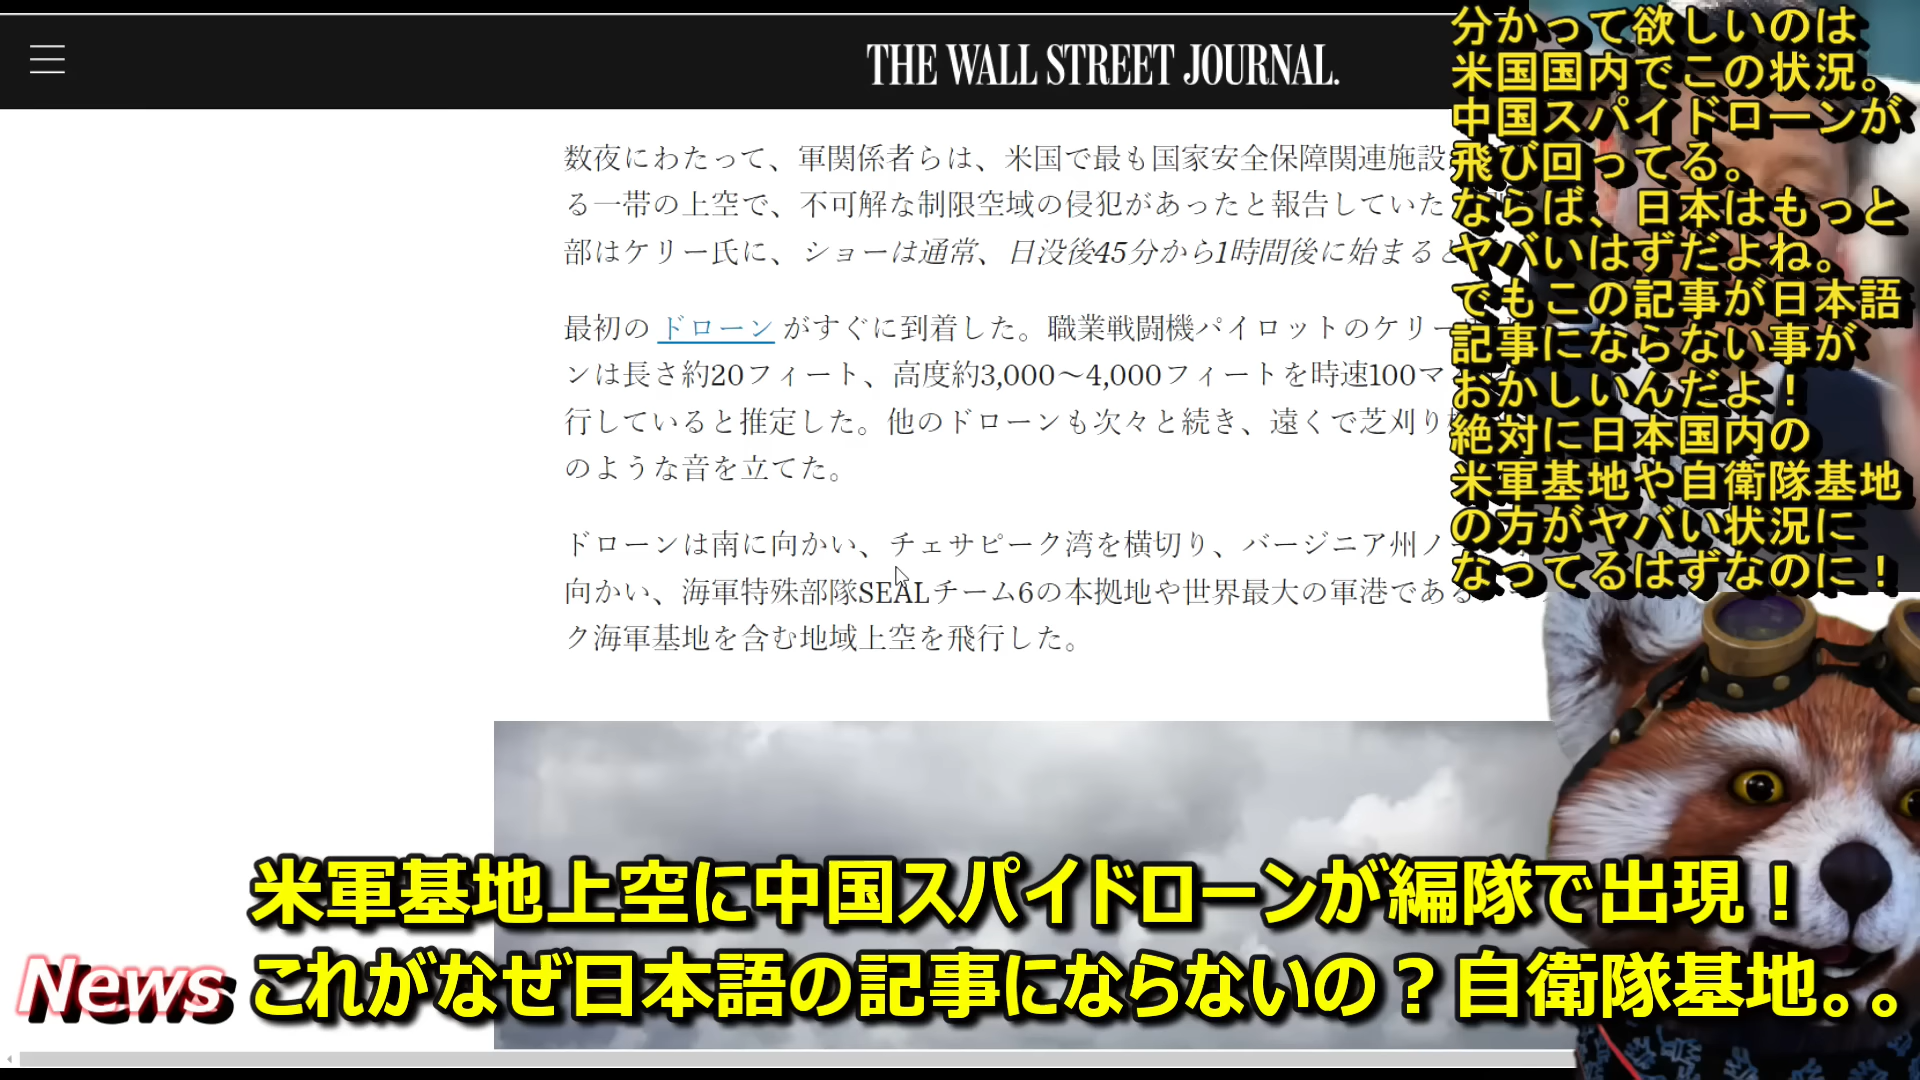 THE WALL STREET JOURNAL.
数夜にわたって、軍関係者らは、米国で最も国家安全保障関連施設
る一帯の上空で、不可解な制限空域の侵犯があったと報告していた
部はケリー氏に、ショーは通常、日没後45分から1時間後に始まると
最初の ドローン がすぐに到着した。職業戦闘機パイロットのケリー
ンは長さ約20フィート、高度約3,000〜4,000フィートを時速100マ
行していると推定した。他のドローンも次々と続き、遠くで芝刈り
のような音を立てた。
ドローンは南に向かい、チェサピーク湾を横切り、バージニア州ノ
向かい、海軍特殊部隊SEALチーム6の本拠地や世界最大の軍港である
ク海軍基地を含む地域上空を飛行した。
分かって欲しいのは
米国国内でこの状況。
中国スパイドローンが
飛び回ってる。
ならば、日本はもっと
ヤバいはずだよね。
でもこの記事が日本語
記事にならない事が
おかしいんだよ！
絶対に日本国内の
米軍基地や自衛隊基地
の方がヤバい状況に
なってるはずなのに！
米軍基地上空に中国スパイドローンが編隊で出現！
News
これがなぜ日本語の記事にならないの？自衛隊基地。。